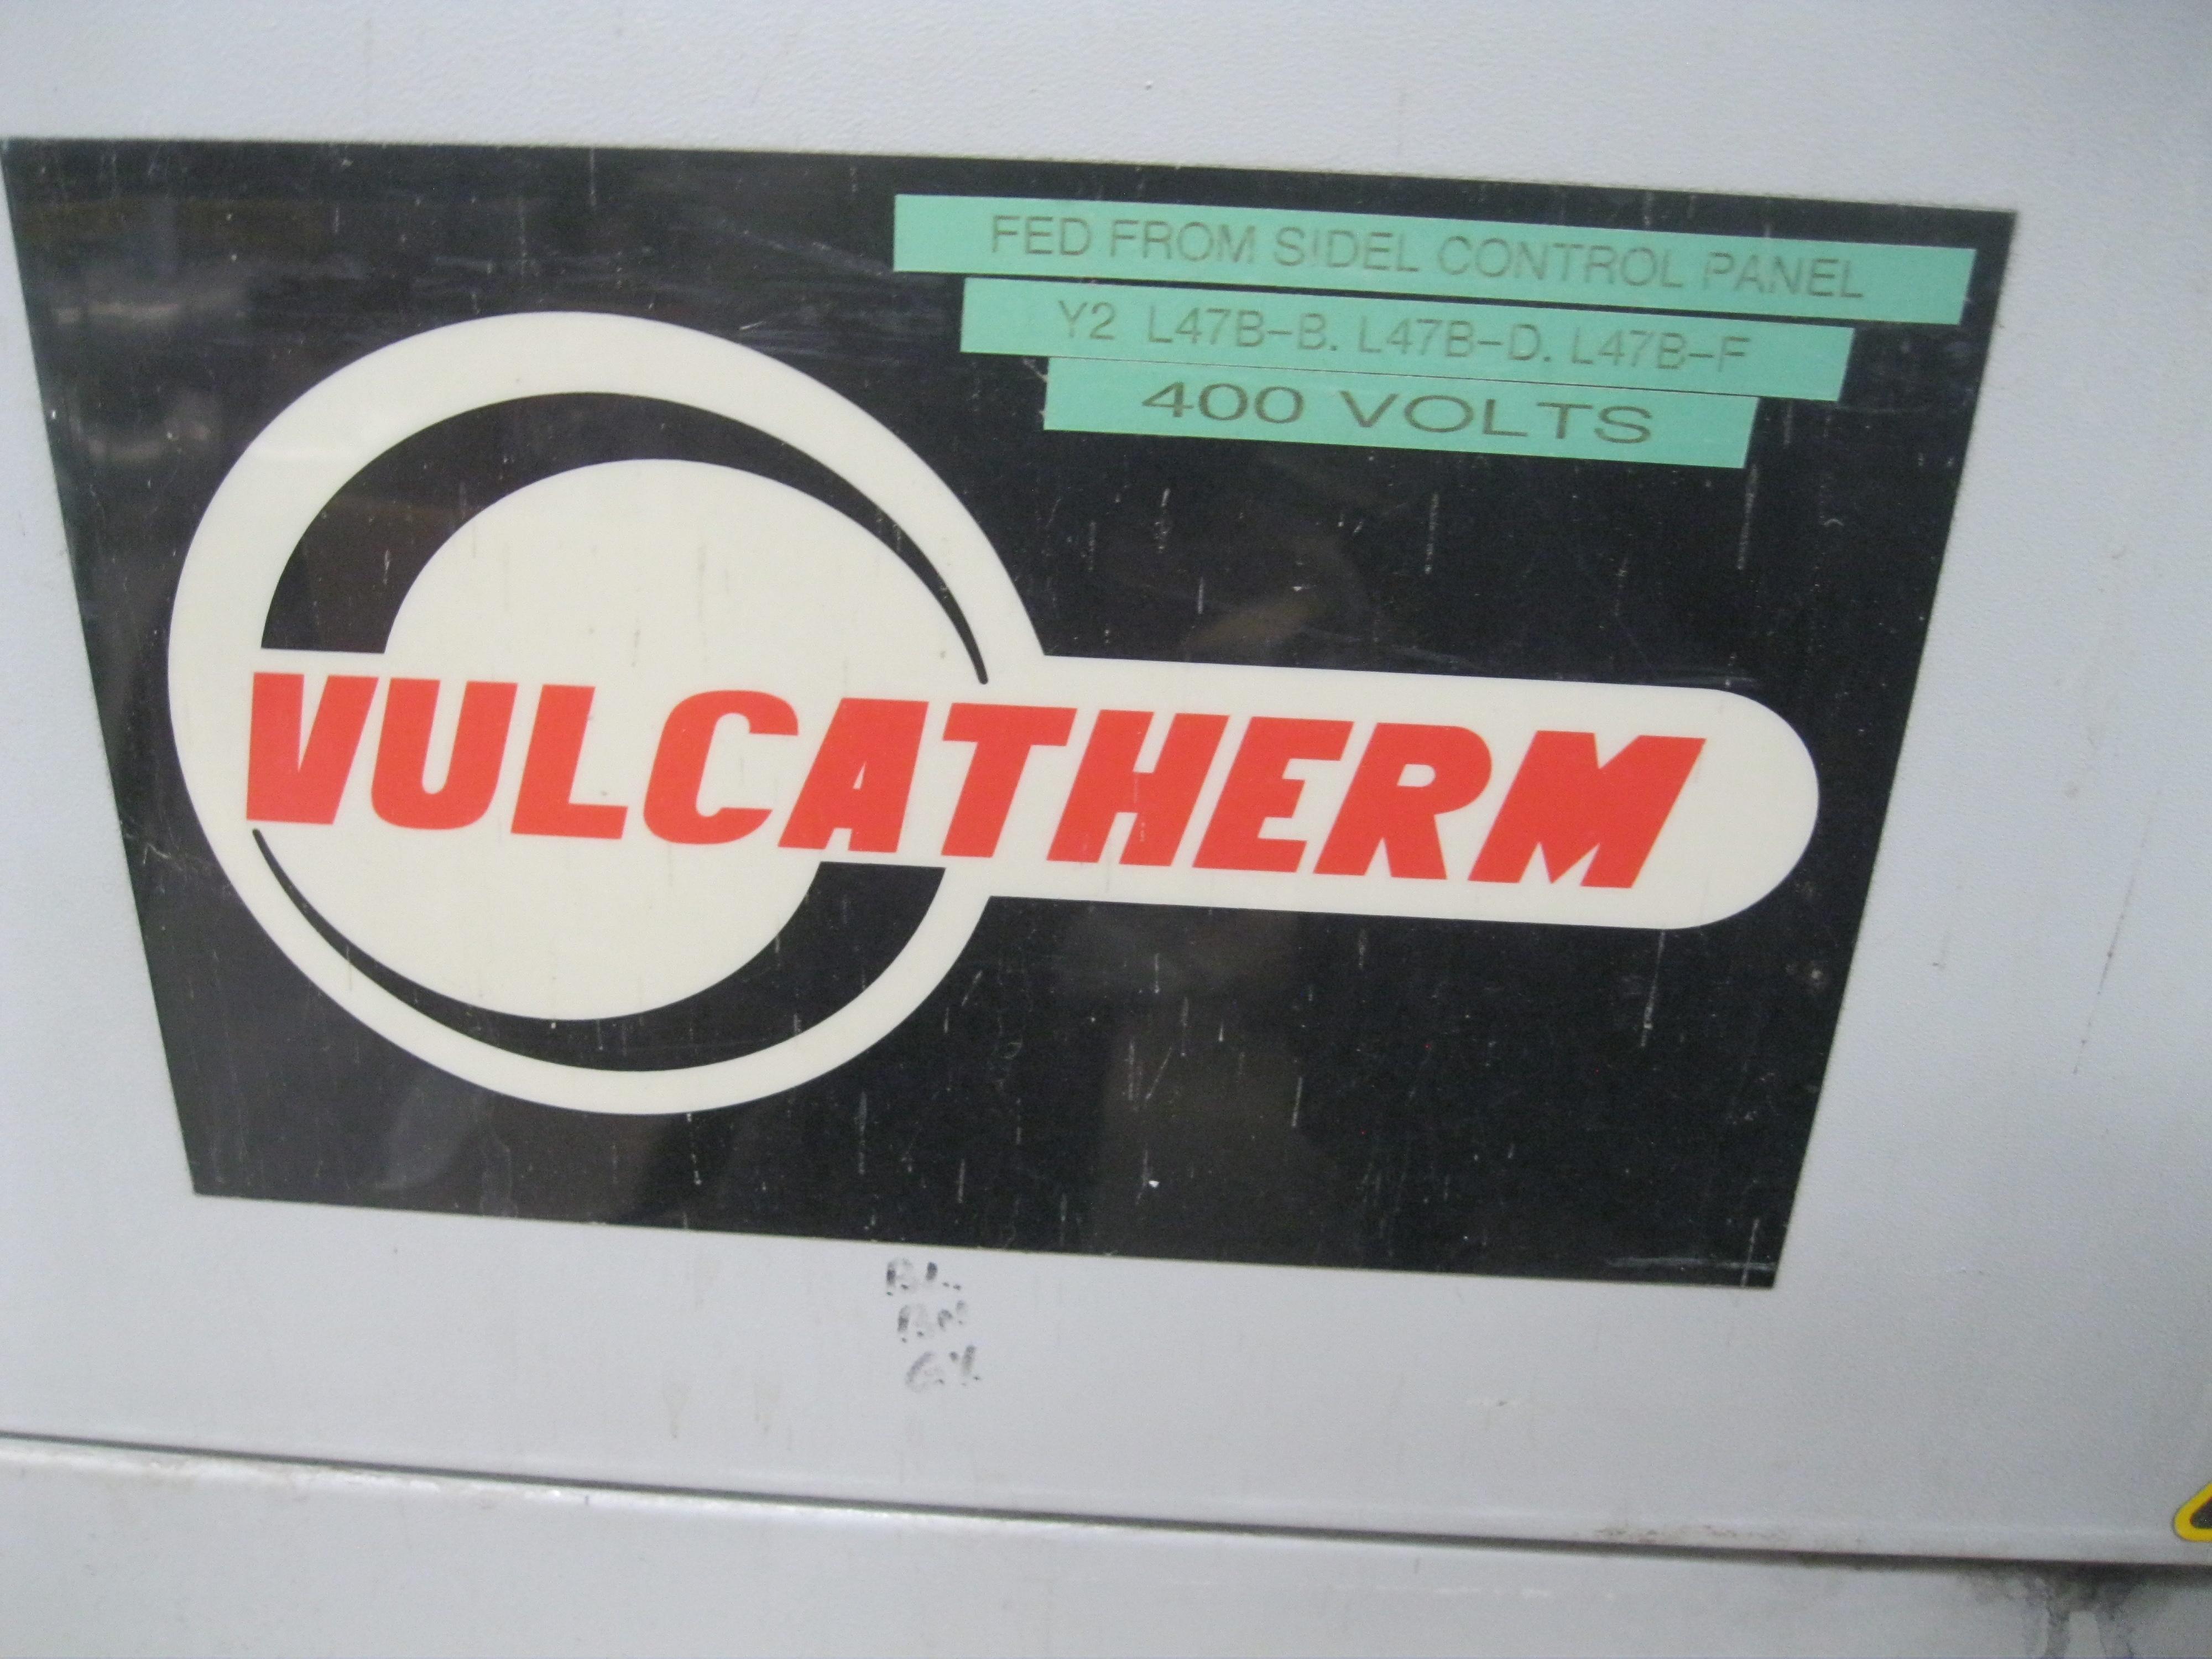 FED FROM SIDEL CONTROL PANEL
Y2 L47B-B. L47B-D. L47B-F
400 VOLTS
VULCATHERM